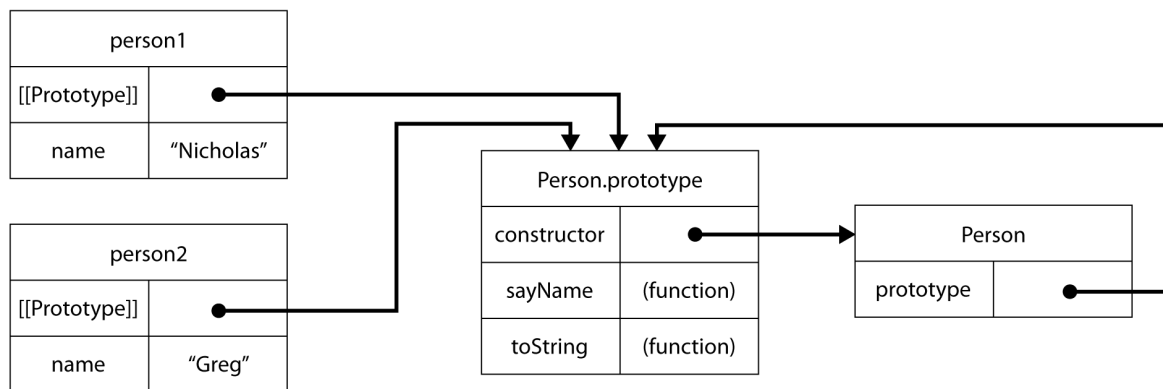 person1
[[Prototype]]
name “Nicholas”
person2
[[Prototype]]
name “Greg”
Person.prototype
constructor
sayName (function)
toString (function)
Person
prototype